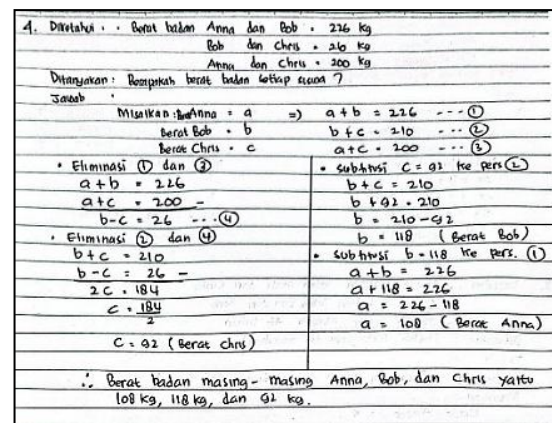 4. Diketahui : . Berat badan Anna dan Bob = 226 kg
Bob dan Chris = 210 kg
Anna dan Chris = 200 kg
Ditanyakan : Berapakah berat badan setiap siswa ?
Jawab :
Misalkan : Anna = a => a + b = 226 --- ①
Berat Bob = b b + c = 210 --- ②
Berat Chris = c a + c = 200 --- ③
• Eliminasi ① dan ③
a + b = 226
a + c = 200 -
b - c = 26 --- ④
• Eliminasi ② dan ④
b + c = 210
b - c = 26 -
2c = 184
c = 184
2
C = 92 (Berat chris)
• Subtitusi C = 92 ke pers ②
b + c = 210
b + 92 = 210
b = 210 - 92
b = 118 (Berat Bob)
• Subtitusi b = 118 ke pers. ①
a + b = 226
a + 118 = 226
a = 226 - 118
a = 108 (Berat Anna)
∴ Berat badan masing - masing Anna, Bob, dan Chris yaitu
108 kg, 118 kg, dan 92 kg.